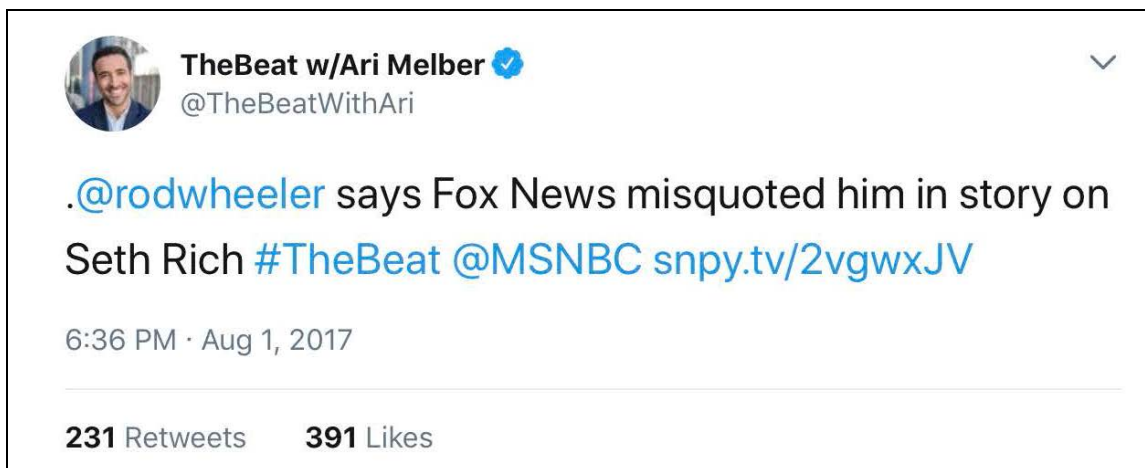 TheBeat w/Ari Melber
@TheBeatWithAri
.@rodwheeler says Fox News misquoted him in story on
Seth Rich #TheBeat @MSNBC snpy.tv/2vgwxJV
6:36 PM · Aug 1, 2017
231 Retweets 391 Likes